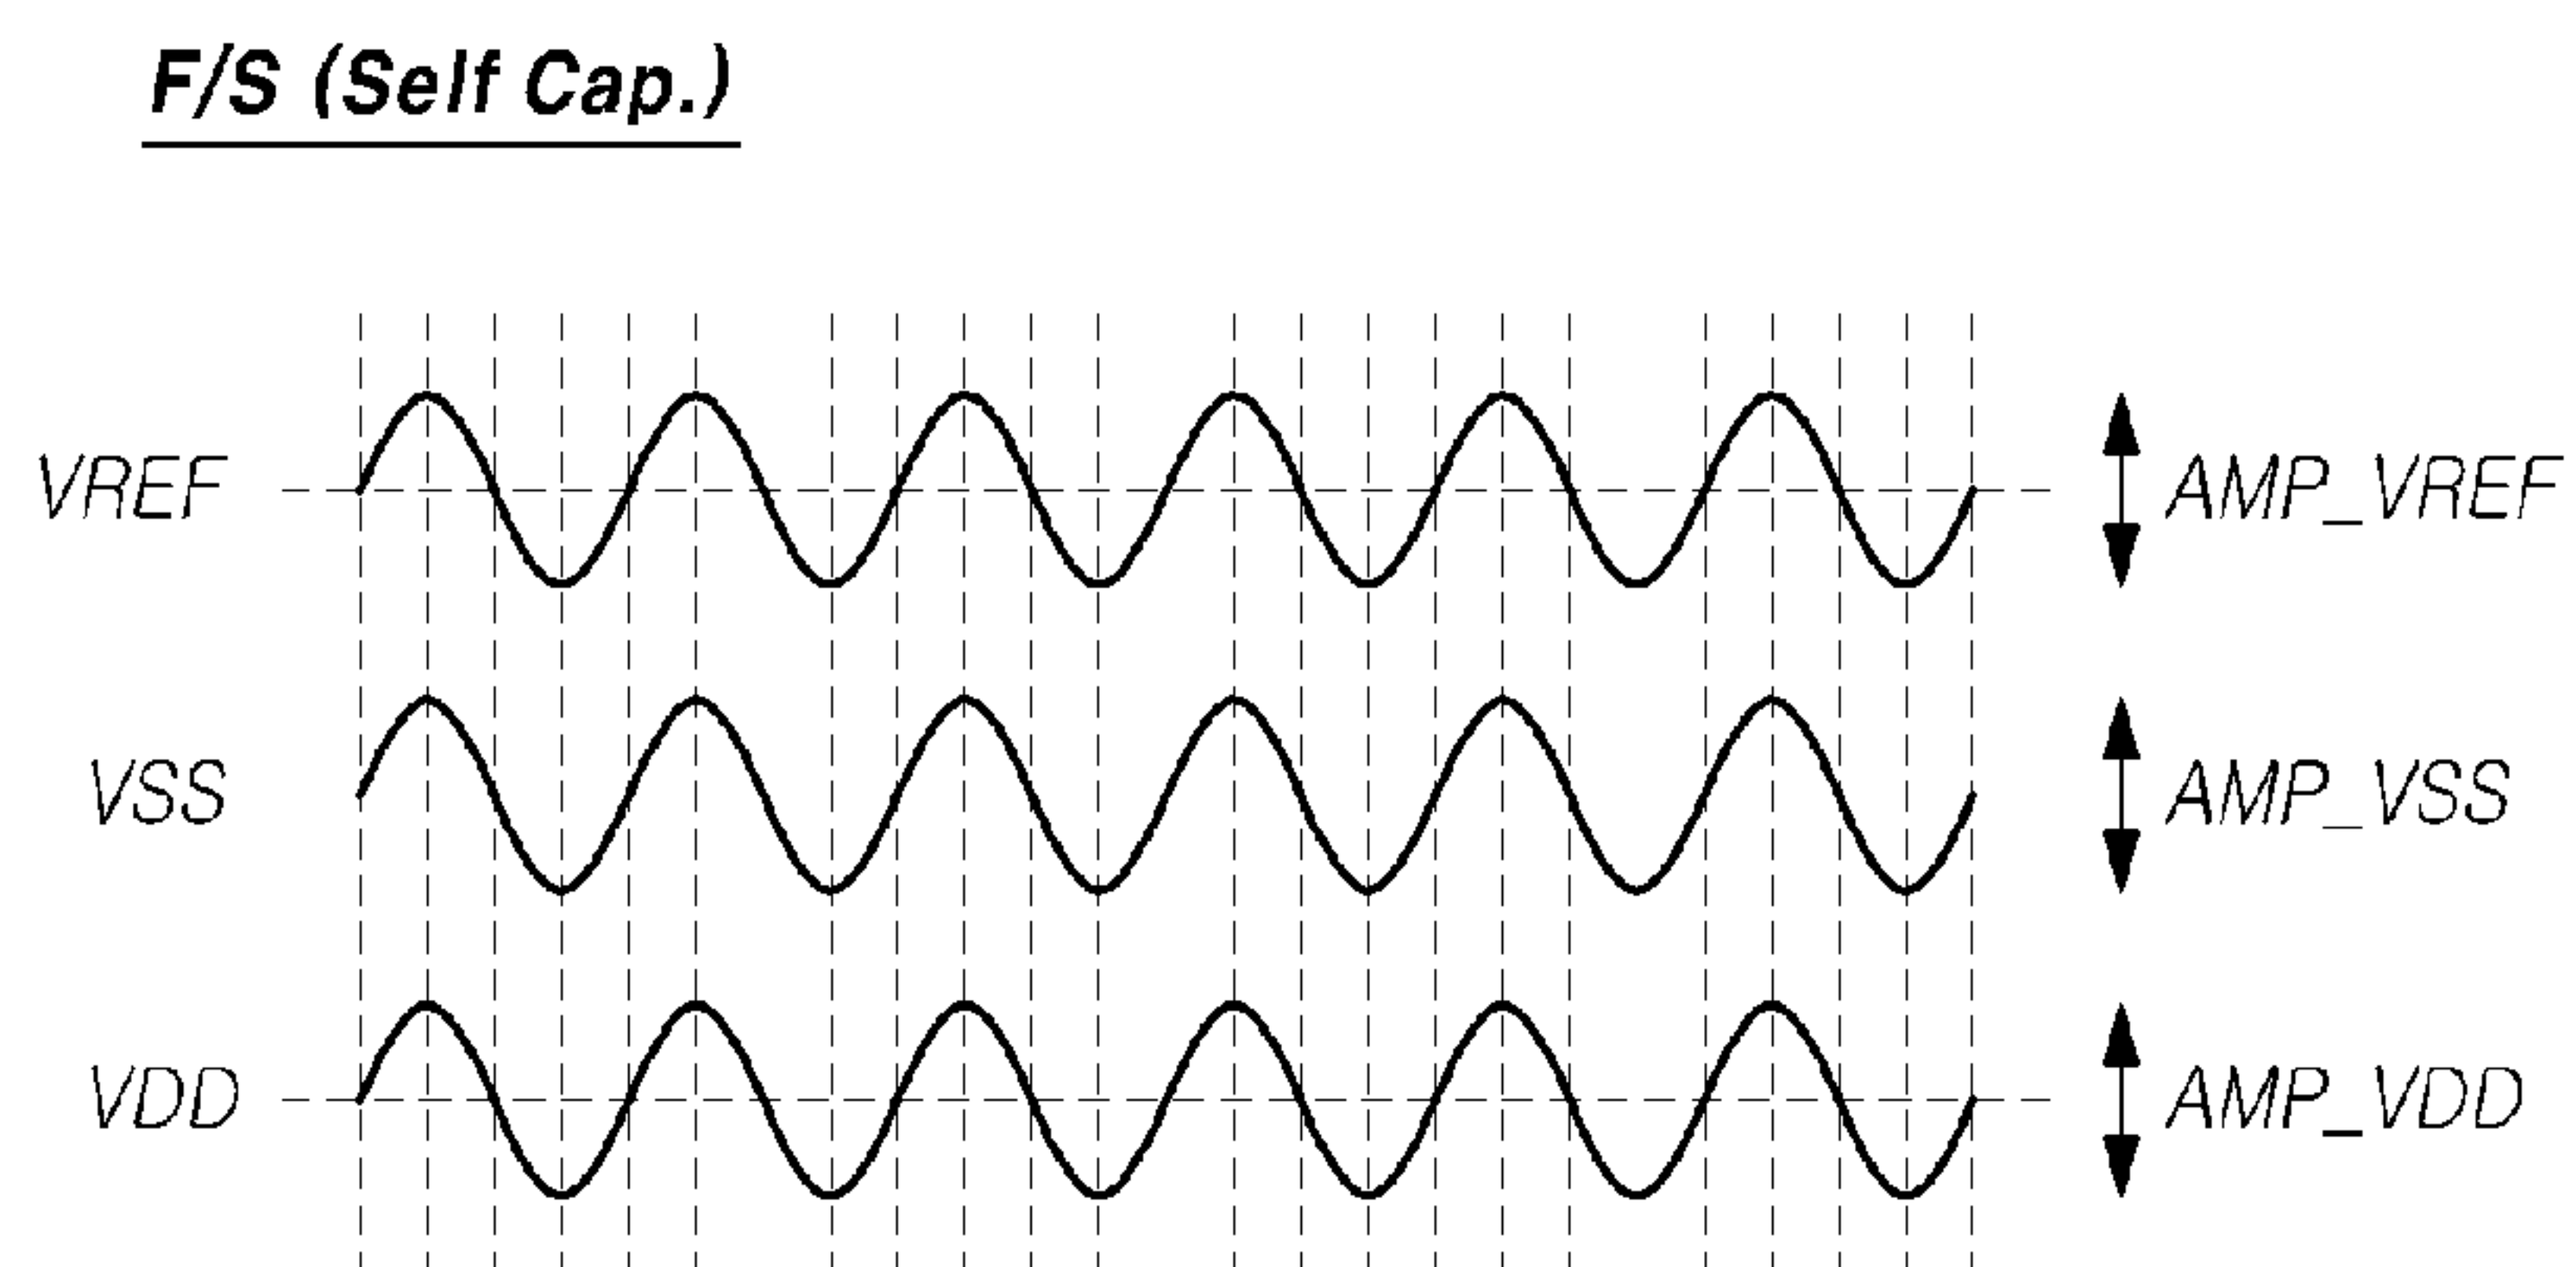 F/S (Self Cap.)
VREF
AMP_VREF
VSS
AMP_VSS
VDD
AMP_VDD